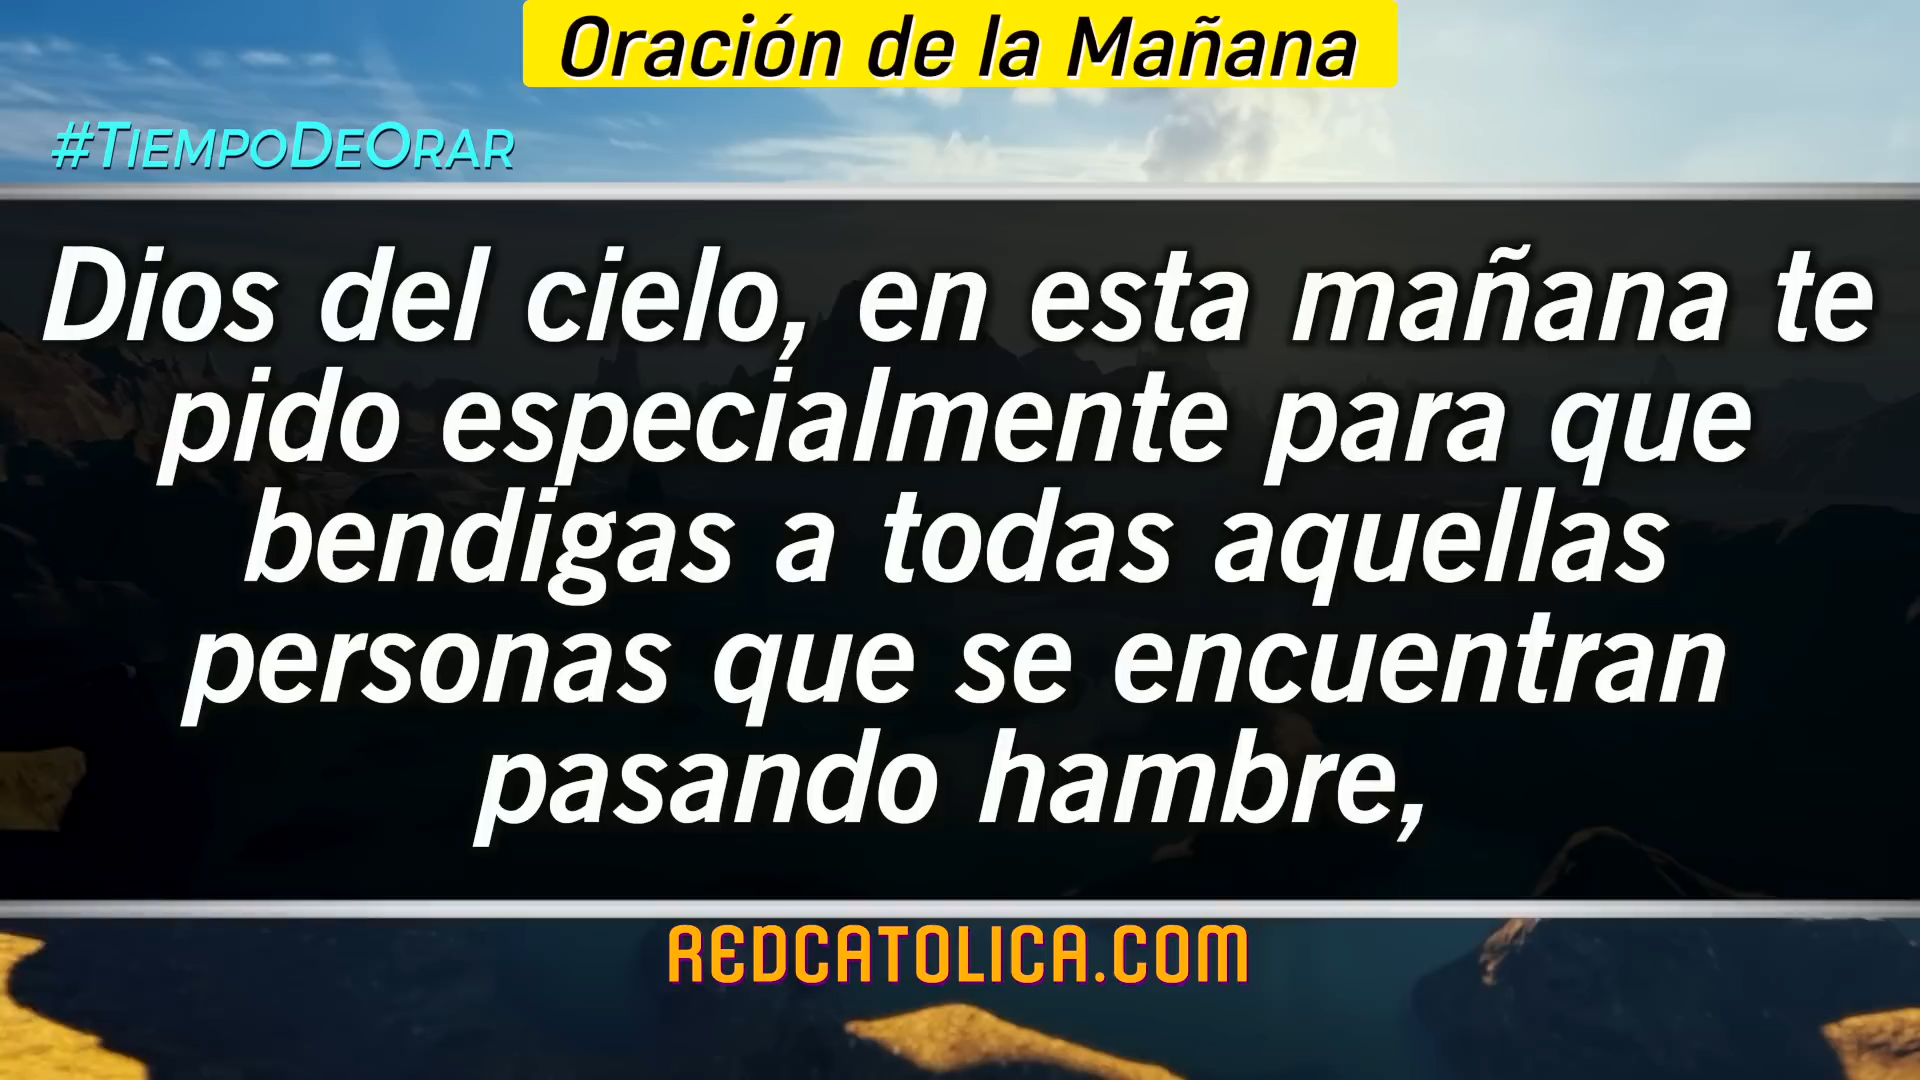 Oración de la Mañana
#TiempoDeOrar
Dios del cielo, en esta mañana te
pido especialmente para que
bendigas a todas aquellas
personas que se encuentran
pasando hambre,
REDCATOLICA.COM